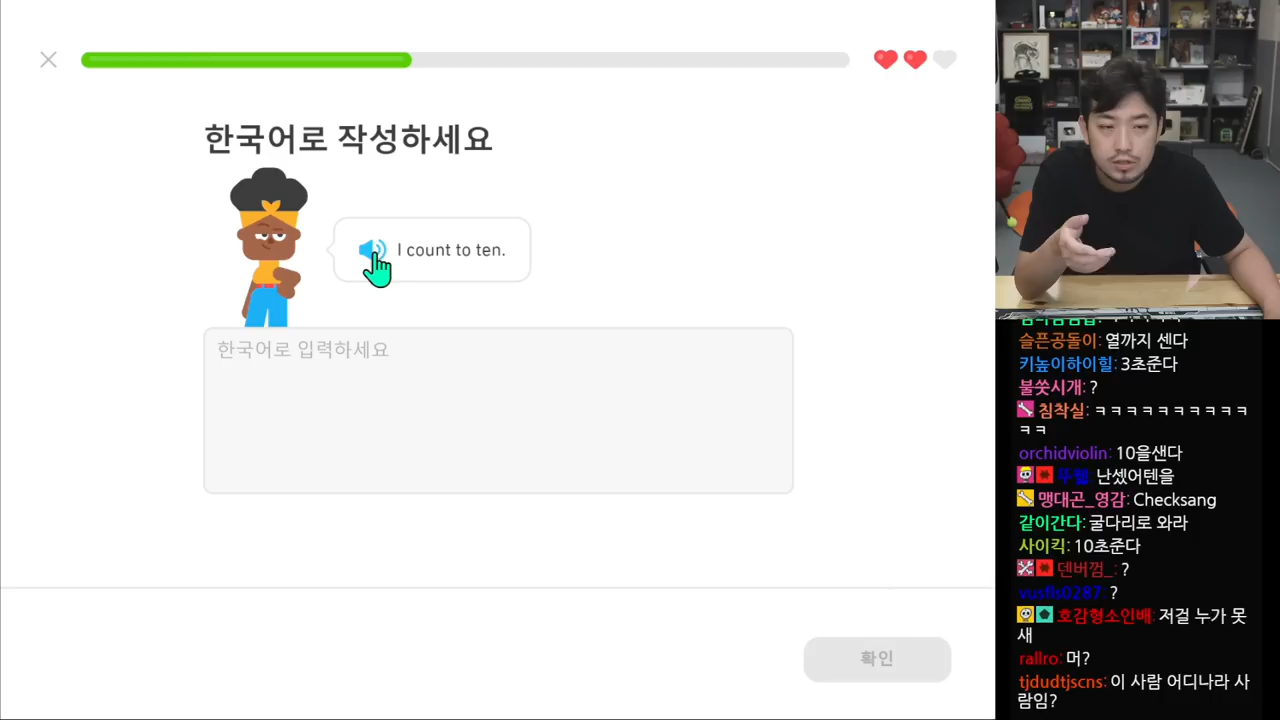 한국어로 작성하세요
I count to ten.
한국어로 입력하세요
확인
슬픈공돌이: 열까지 센다
키높이하이힐: 3초준다
불쏫시개: ?
침착실: ㅋㅋㅋㅋㅋㅋㅋㅋㅋㅋ
ㅋㅋ
orchidviolin: 10을샌다
난셌어텐을
맹대곤_영감: Checksang
같이간다: 굴다리로 와라
사이킥: 10초준다
덴버껌_: ?
vusfls0287: ?
호감형소인배: 저걸 누가 못
새
rallro: 머?
tjdudtjscns: 이 사람 어디나라 사
람임?